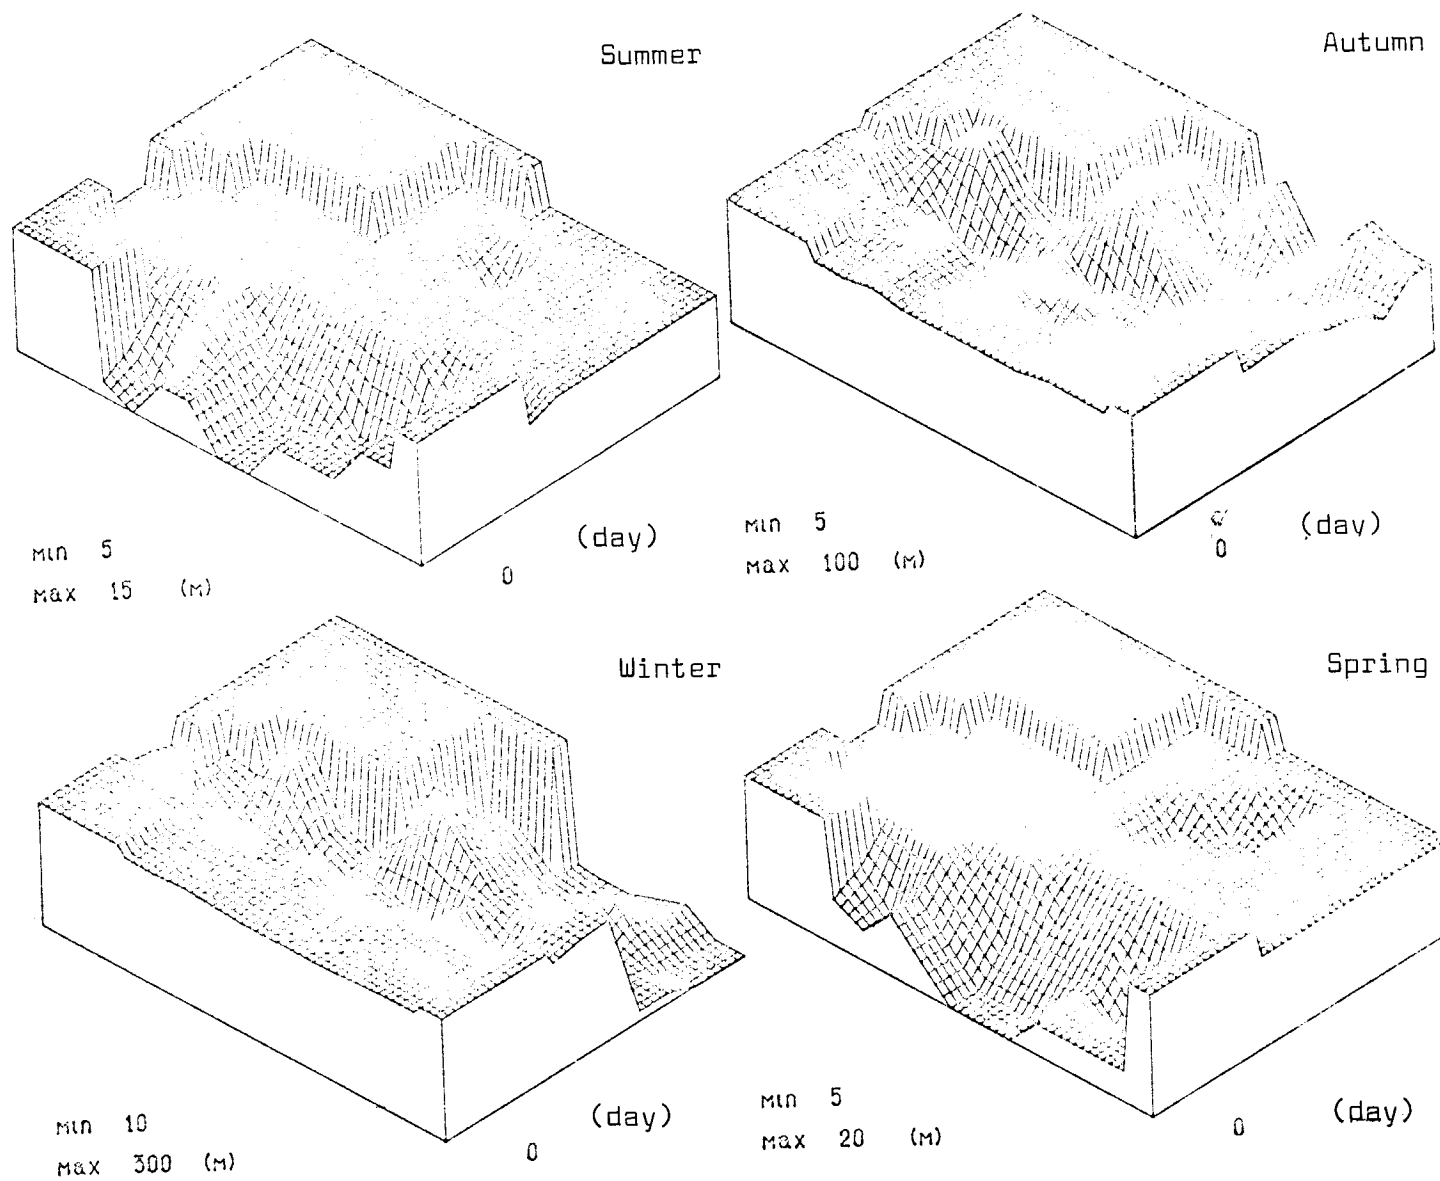 Summer
Autumn
Min 5
Max 15 (M)
(day)
0
Min 5
Max 100 (M)
(day)
0
Winter
Spring
Min 10
Max 300 (M)
(day)
0
Min 5
Max 20 (M)
(day)
0